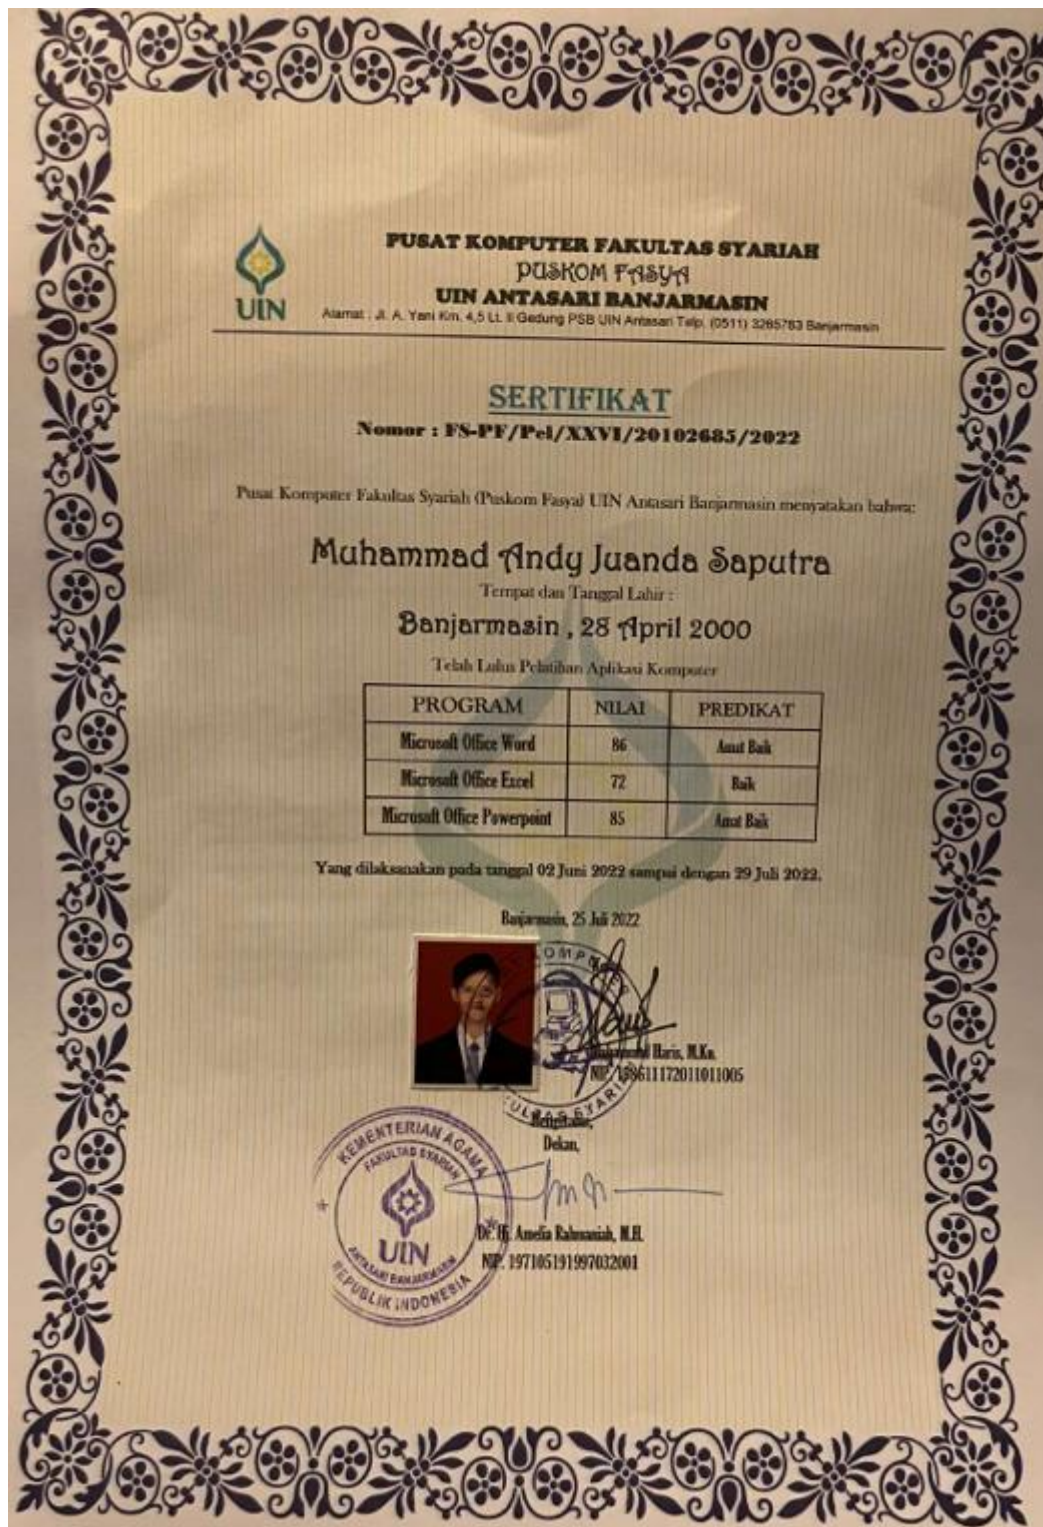 UIN
PUSAT KOMPUTER FAKULTAS SYARIAH
PUSKOM FASYA
UIN ANTASARI BANJARMASIN
Alamat : Jl. A. Yani Km. 4,5 Lt. II Gedung PSB UIN Antasari Telp. (0511) 3265783 Banjarmasin
SERTIFIKAT
Nomor : FS-PF/Pel/XXVI/20102685/2022
Pusat Komputer Fakultas Syariah (Puskom Fasya) UIN Antasari Banjarmasin menyatakan bahwa:
Muhammad Andy Juanda Saputra
Tempat dan Tanggal Lahir :
Banjarmasin , 28 April 2000
Telah Lulus Pelatihan Aplikasi Komputer
PROGRAM NILAI PREDIKAT
Microsoft Office Word 86 Amat Baik
Microsoft Office Excel 72 Baik
Microsoft Office Powerpoint 85 Amat Baik
Yang dilaksanakan pada tanggal 02 Juni 2022 sampai dengan 29 Juli 2022.
Banjarmasin, 25 Juli 2022
Haris, M.Kn.
NIP.
Mengetahui,
Dekan,
KEMENTERIAN AGAMA
FAKULTAS SYARIAH
UIN
ANTASARI BANJARMASIN
REPUBLIK INDONESIA
Dr. Hj. Amelia Rahmaniah, M.H.
NIP. 197105191997032001